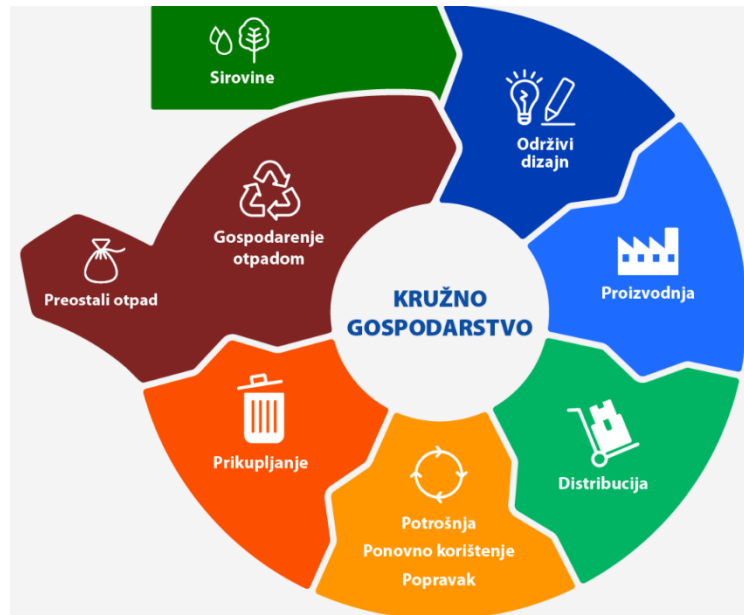 Sirovine
Održivi
dizajn
Proizvodnja
Distribucija
Potrošnja
Ponovno korištenje
Popravak
Prikupljanje
Gospodarenje
otpadom
Preostali otpad
KRUŽNO
GOSPODARSTVO